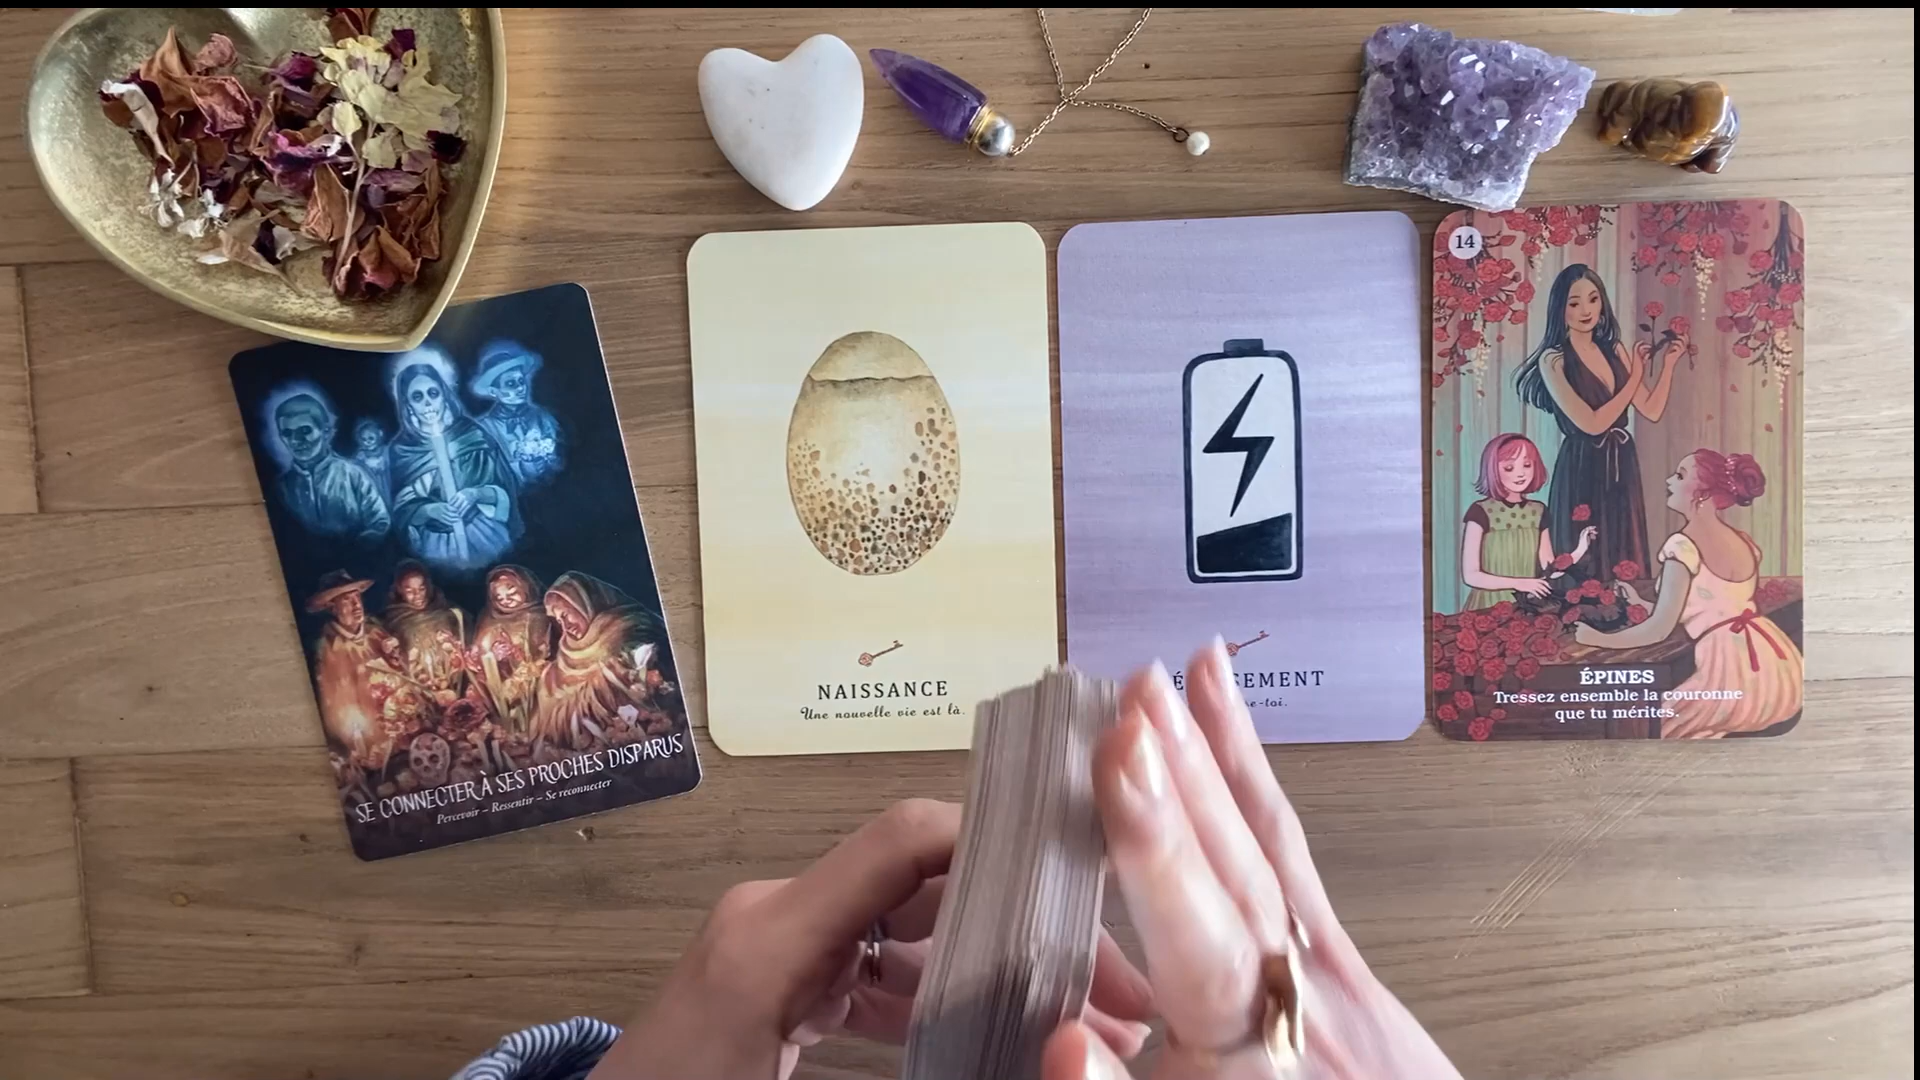 SE CONNECTER À SES PROCHES DISPARUS
Percevoir – Ressentir – Se reconnecter
NAISSANCE
Une nouvelle vie est là.
14
ÉPINES
Tressez ensemble la couronne
que tu mérites.